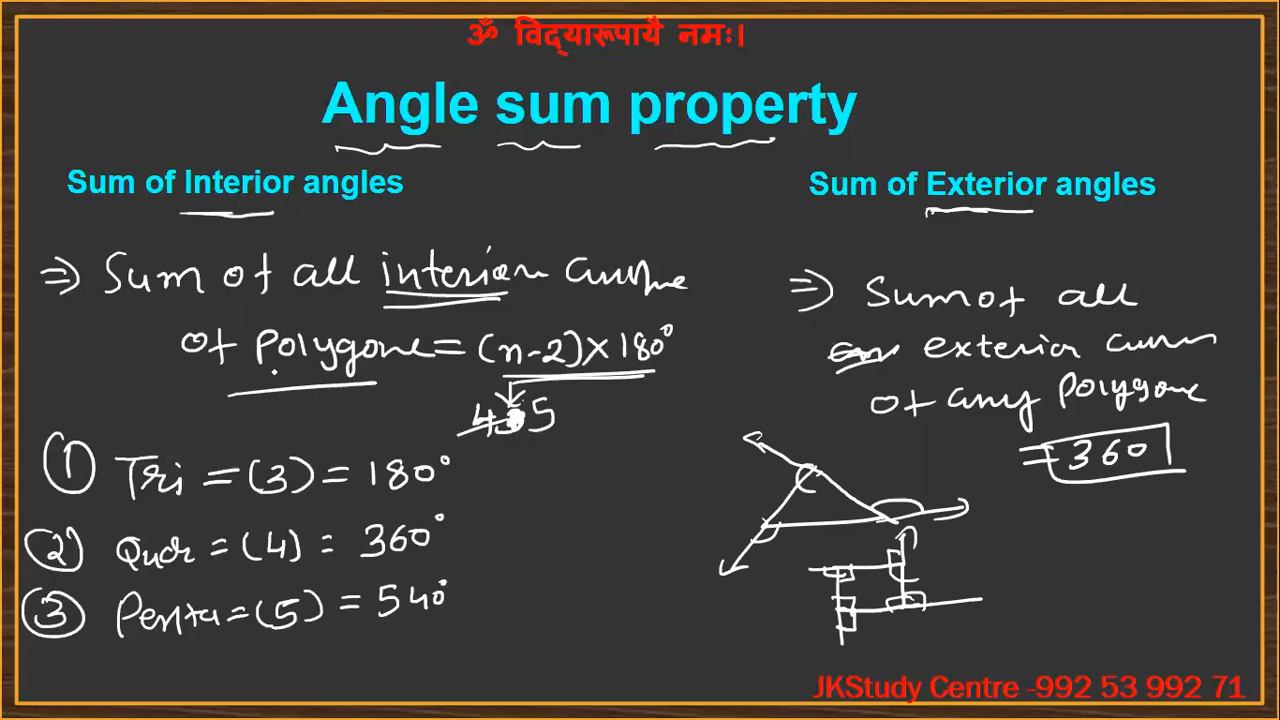 ॐ विद्यारूपायै नमः।
Angle sum property
Sum of Interior angles
Sum of Exterior angles
⇒ Sum of all interior
of Polygone = (n-2)×180°
5
① Tri = (3) = 180°
② Qudr = (4) = 360°
③ Penta = (5) = 540°
⇒ Sum of all
exterior
of any Polygone
= 360
JKStudy Centre -992 53 992 71